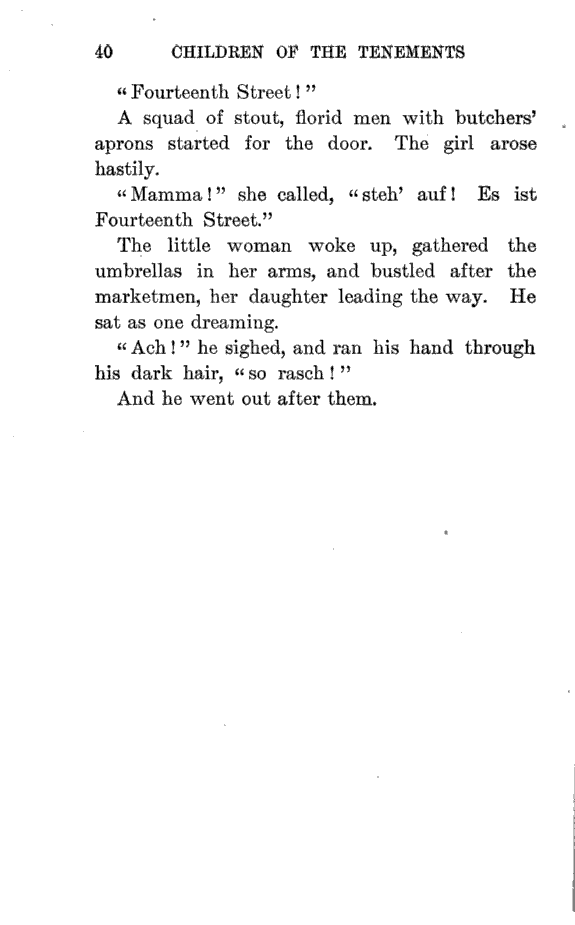 40 CHILDREN OF THE TENEMENTS
“Fourteenth Street!”
A squad of stout, florid men with butchers’
aprons started for the door. The girl arose
hastily.
“Mamma!” she called, “steh’ auf! Es ist
Fourteenth Street.”
The little woman woke up, gathered the
umbrellas in her arms, and bustled after the
marketmen, her daughter leading the way. He
sat as one dreaming.
“Ach!” he sighed, and ran his hand through
his dark hair, “so rasch!”
And he went out after them.